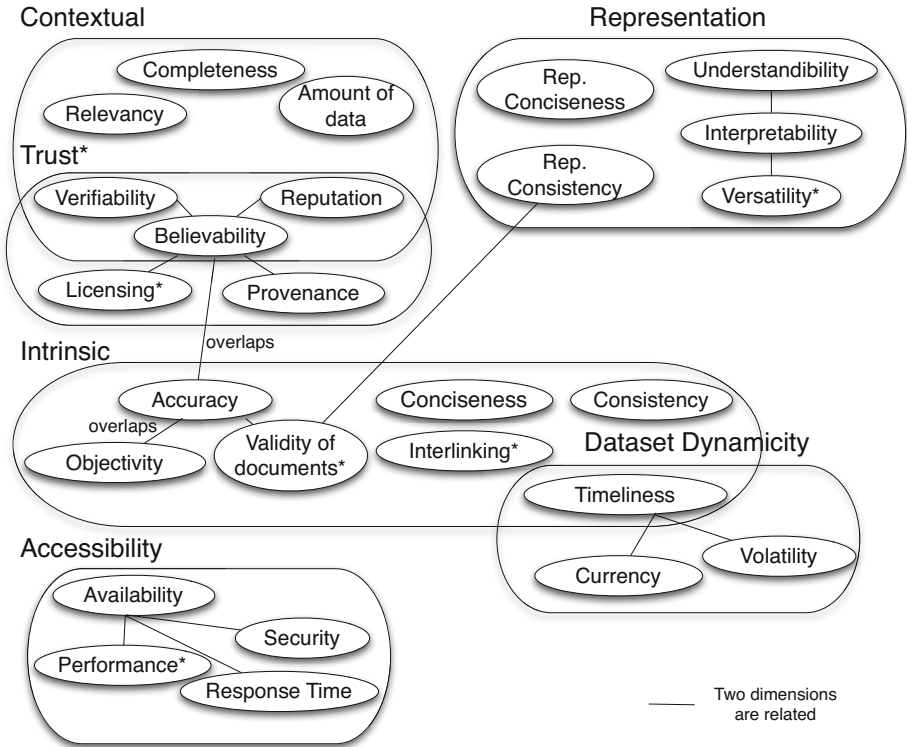 Contextual
Completeness
Relevancy
Amount of
data
Trust*
Verifiability
Reputation
Believability
Licensing*
Provenance
Representation
Rep.
Conciseness
Understandibility
Interpretability
Rep.
Consistency
Versatility*
overlaps
Intrinsic
Accuracy
overlaps
Objectivity
Validity of
documents*
Conciseness
Consistency
Interlinking*
Dataset Dynamicity
Timeliness
Currency
Volatility
Accessibility
Availability
Security
Performance*
Response Time
Two dimensions
are related